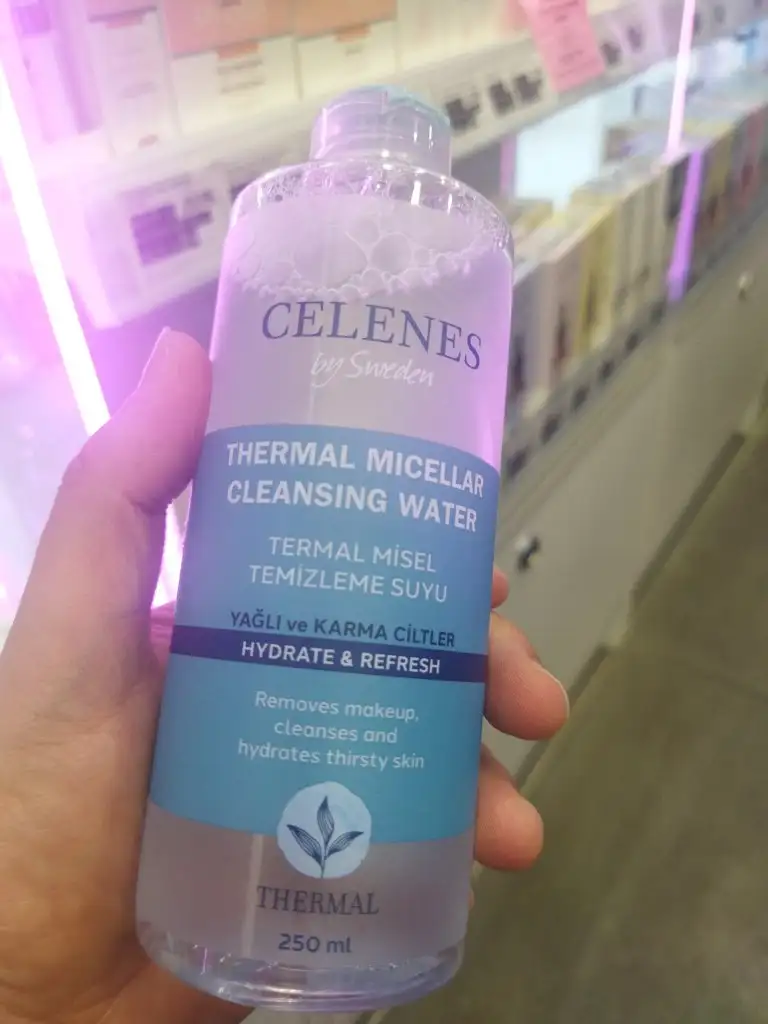 CELENES
by Sweden
THERMAL MICELLAR
CLEANSING WATER
TERMAL MİSEL
TEMİZLEME SUYU
YAĞLI ve KARMA CİLTLER
HYDRATE & REFRESH
Removes makeup,
cleanses and
hydrates thirsty skin
THERMAL
250 ml